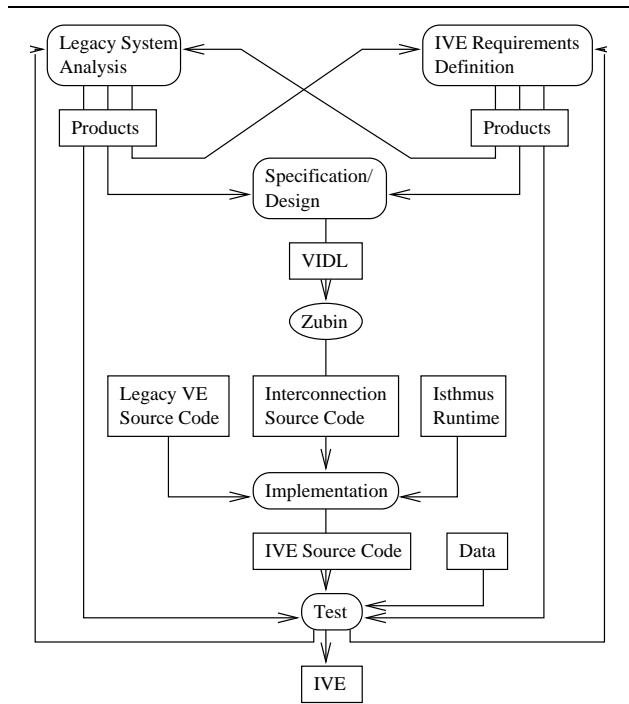 Legacy System
Analysis
IVE Requirements
Definition
Products
Products
Specification/
Design
VIDL
Zubin
Legacy VE
Source Code
Interconnection
Source Code
Isthmus
Runtime
Implementation
IVE Source Code
Data
Test
IVE